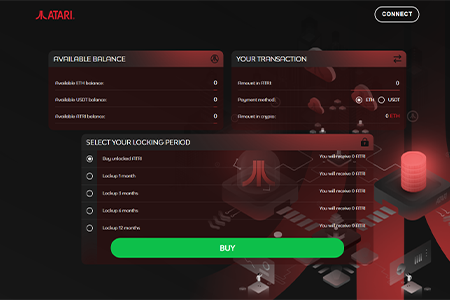 ATARI
CONNECT
AVAILABLE BALANCE
Available ETH balance: 0
Available USDT balance: 0
Available ATRI balance: 0
YOUR TRANSACTION
Amount in ATRI 0
Payment method: ETH USDT
Amount in crypto: 0 ETH
SELECT YOUR LOCKING PERIOD
Buy unlocked ATRI You will receive 0 ATRI
Lockup 1 month You will receive 0 ATRI
Lockup 3 months You will receive 0 ATRI
Lockup 6 months You will receive 0 ATRI
Lockup 12 months You will receive 0 ATRI
BUY